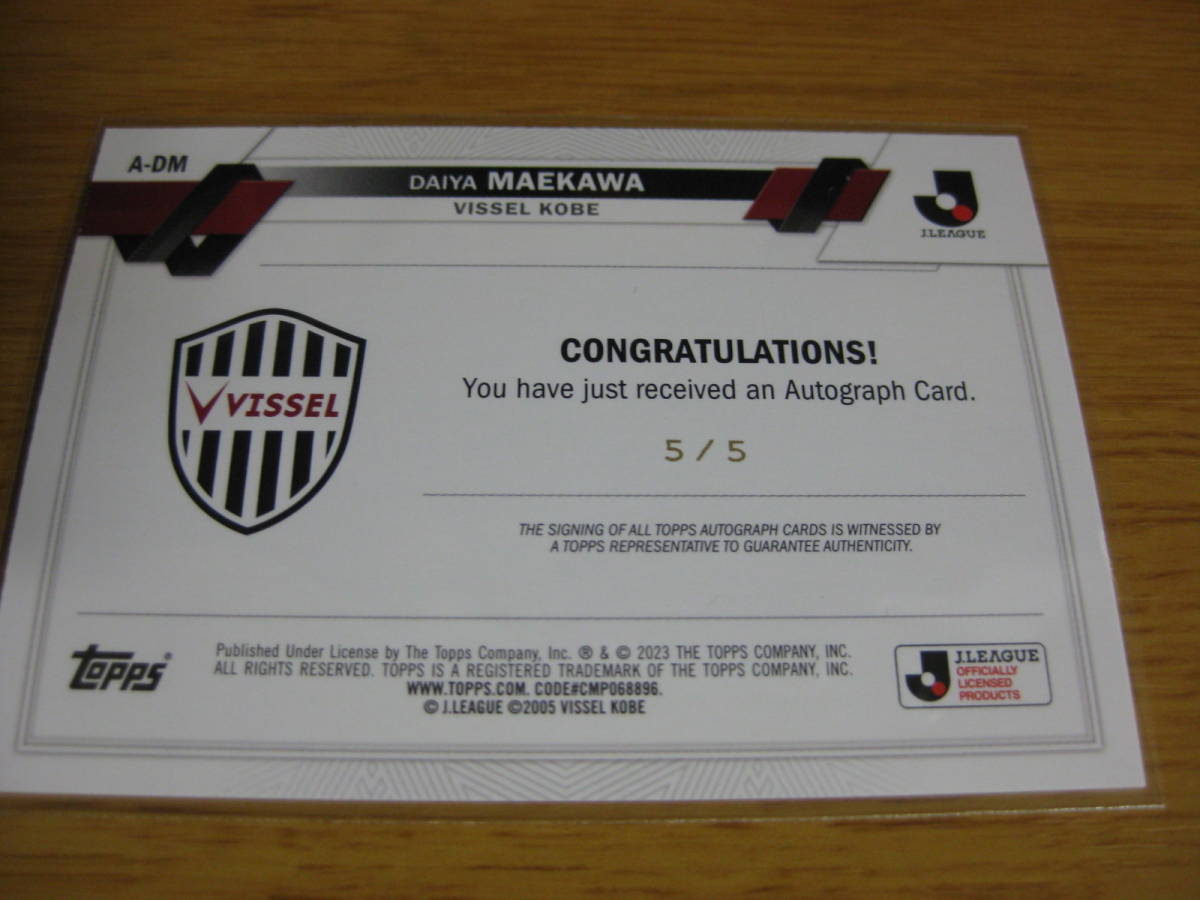 A-DM
DAIYA MAEKAWA
VISSEL KOBE
J.LEAGUE
VISSEL
CONGRATULATIONS!
You have just received an Autograph Card.
5 / 5
THE SIGNING OF ALL TOPPS AUTOGRAPH CARDS IS WITNESSED BY
A TOPPS REPRESENTATIVE TO GUARANTEE AUTHENTICITY.
topps®
Published Under License by The Topps Company, Inc. ® & © 2023 THE TOPPS COMPANY, INC.
ALL RIGHTS RESERVED. TOPPS IS A REGISTERED TRADEMARK OF THE TOPPS COMPANY, INC.
WWW.TOPPS.COM. CODE#CMP068896.
© J.LEAGUE ©2005 VISSEL KOBE
J.LEAGUE
OFFICIALLY
LICENSED
PRODUCTS